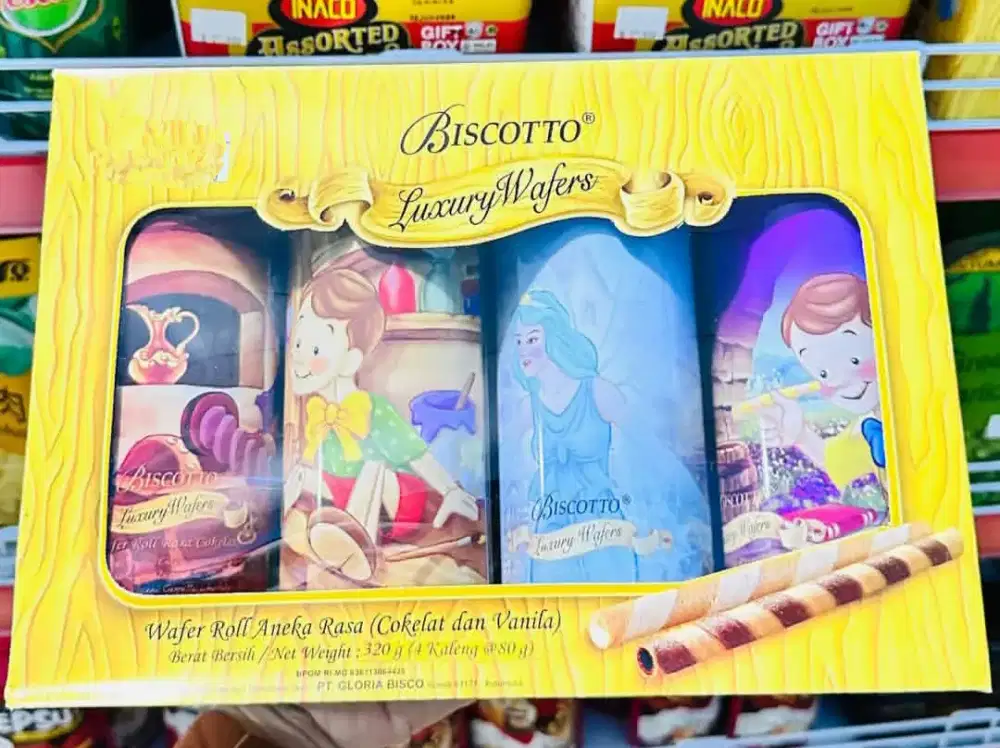 INACO
ASSORTED
GIFT
BOX
INACO
ASSORTED
GIFT
BOX
BISCOTTO®
Luxury Wafers
BISCOTTO
Luxury Wafers
BISCOTTO®
Luxury Wafers
Wafers
Wafer Roll Aneka Rasa (Cokelat dan Vanila)
Berat Bersih / Net Weight : 320 g (4 Kaleng @ 80 g)
PT. GLORIA BISCO